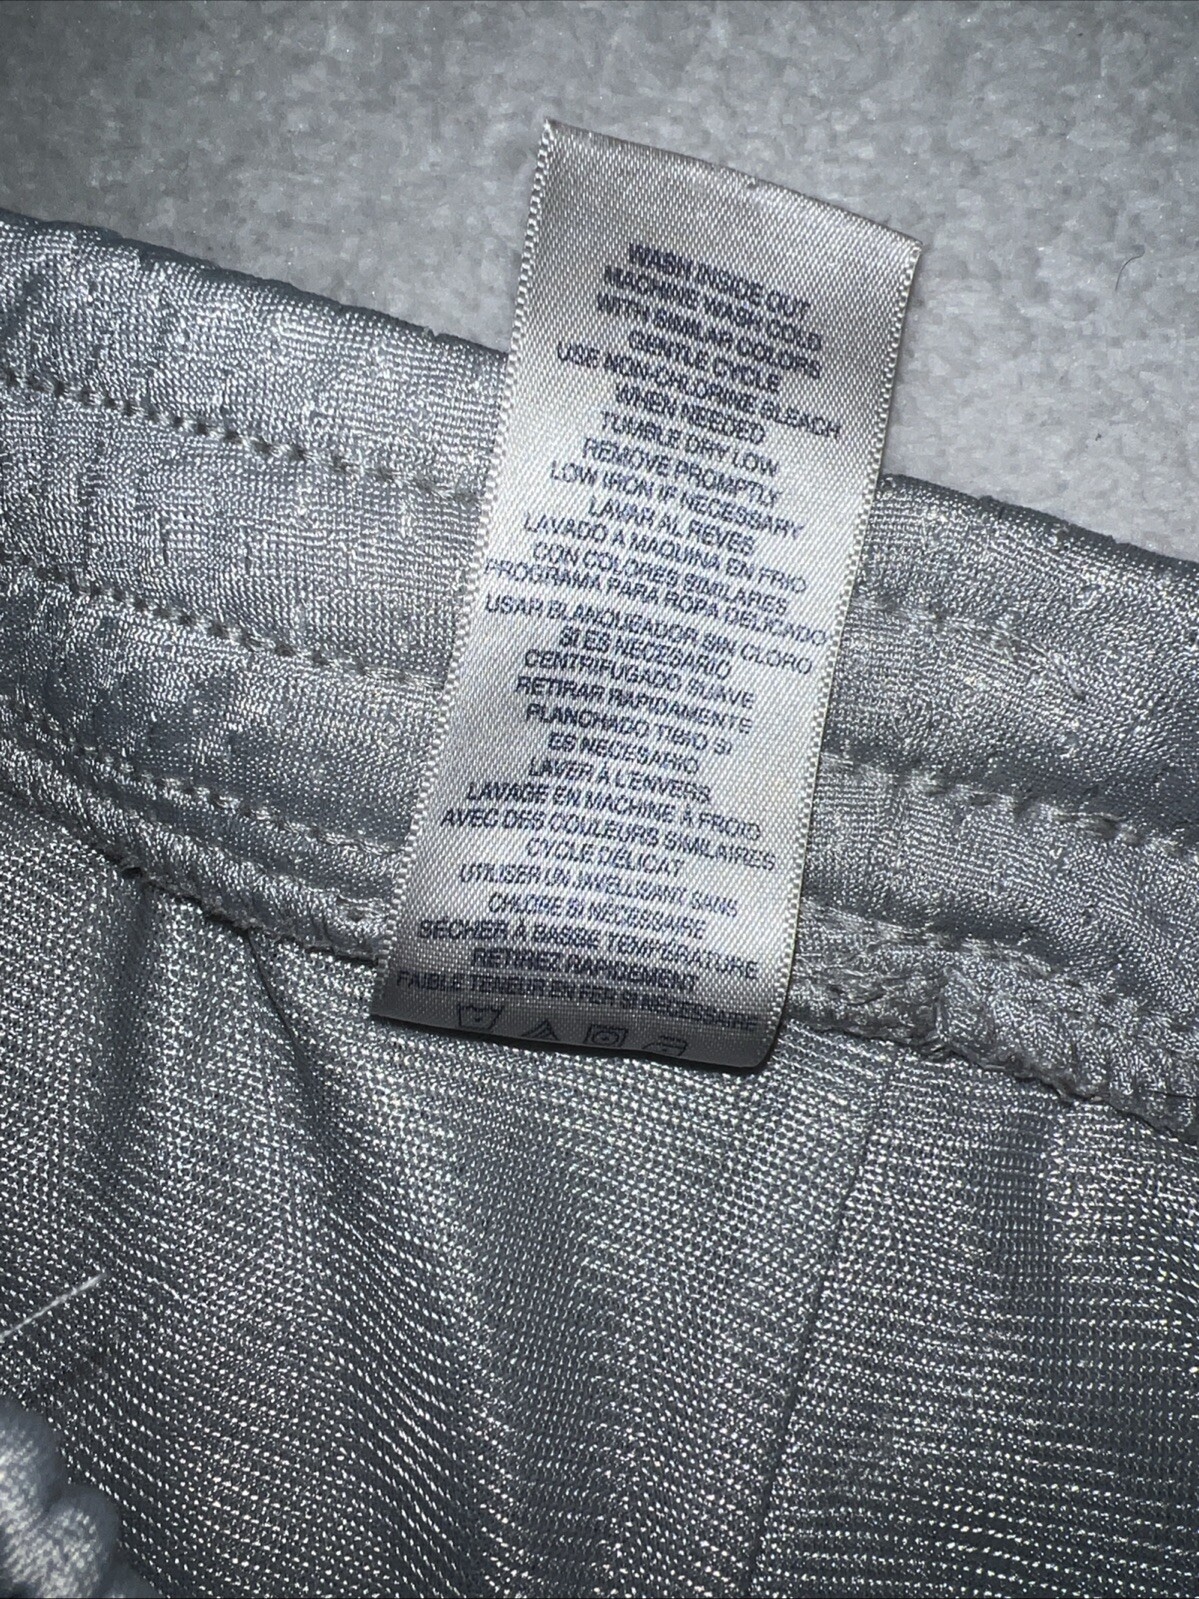 WASH INSIDE OUT
MACHINE WASH COLD
WITH SIMILAR COLORS
GENTLE CYCLE
USE NON-CHLORINE BLEACH
WHEN NEEDED
TUMBLE DRY LOW
REMOVE PROMPTLY
LOW IRON IF NECESSARY
LAVAR AL REVES
LAVADO A MAQUINA EN FRIO
CON COLORES SIMILARES
PROGRAMA PARA ROPA DELICADO
USAR BLANQUEADOR SIN CLORO
SI ES NECESARIO
CENTRIFUGADO SUAVE
RETIRAR RAPIDAMENTE
PLANCHADO TIBIO SI
ES NECESARIO
LAVER À L'ENVERS
LAVAGE EN MACHINE À FROID
AVEC DES COULEURS SIMILAIRES
CYCLE DÉLICAT
UTILISER UN JAVELLISANT SANS
CHLORE SI NÉCESSAIRE
SÉCHER À BASSE TEMPÉRATURE
RETIREZ RAPIDEMENT
FAIBLE TENEUR EN FER SI NÉCESSAIRE